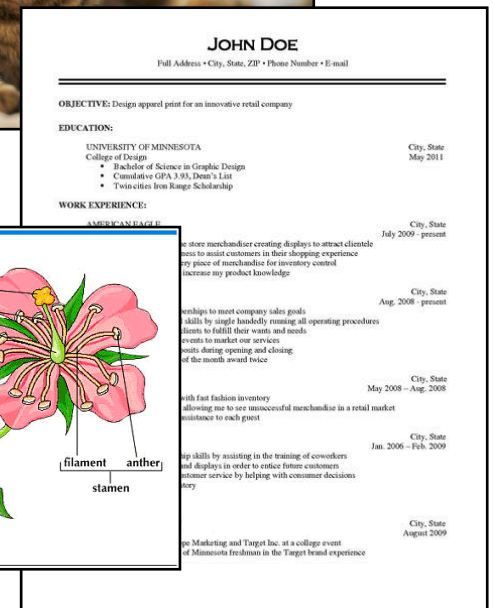 JOHN DOE
Full Address • City, State, ZIP • Phone Number • E-mail
OBJECTIVE: Design apparel print for an innovative retail company
EDUCATION:
UNIVERSITY OF MINNESOTA City, State
College of Design May 2011
• Bachelor of Science in Graphic Design
• Cumulative GPA 3.93, Dean's List
• Twin cities Iron Range Scholarship
WORK EXPERIENCE:
AMERICAN EAGLE City, State
July 2009 - present
store merchandiser creating displays to attract clientele
to assist customers in their shopping experience
piece of merchandise for inventory control
increase my product knowledge
City, State
Aug. 2008 - present
to meet company sales goals
skills by single handedly running all operating procedures
to fulfill their wants and needs
events to market our services
during opening and closing
of the month award twice
City, State
May 2008 – Aug. 2008
with fast fashion inventory
allowing me to see unsuccessful merchandise in a retail market
to each guest
City, State
Jan. 2006 – Feb. 2009
skills by assisting in the training of coworkers
and displays in order to entice future customers
service by helping with consumer decisions
City, State
August 2009
Marketing and Target Inc. at a college event
of Minnesota freshman in the Target brand experience
filament anther
stamen